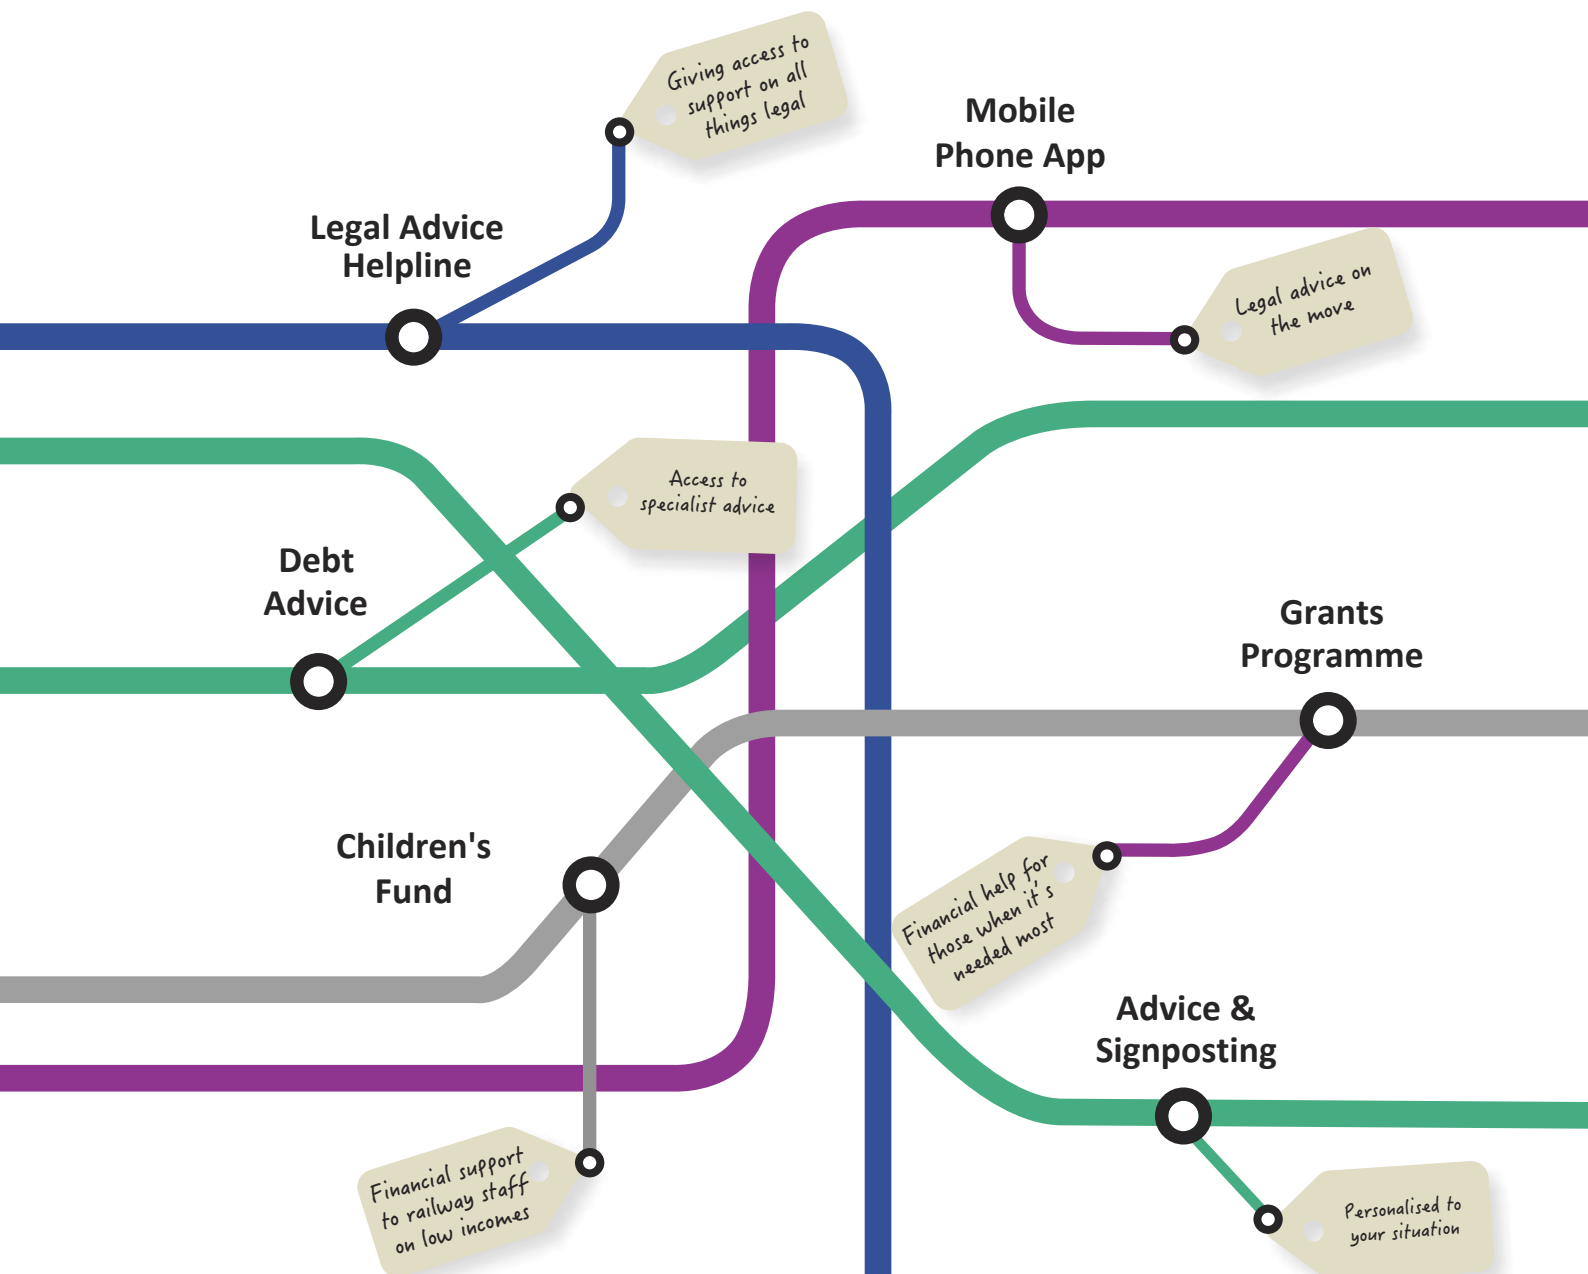 Giving access to
support on all
things legal
Mobile
Phone App
Legal Advice
Helpline
Legal advice on
the move
Access to
specialist advice
Debt
Advice
Grants
Programme
Children's
Fund
Financial help for
those when it's
needed most
Advice &
Signposting
Financial support
to railway staff
on low incomes
Personalised to
your situation